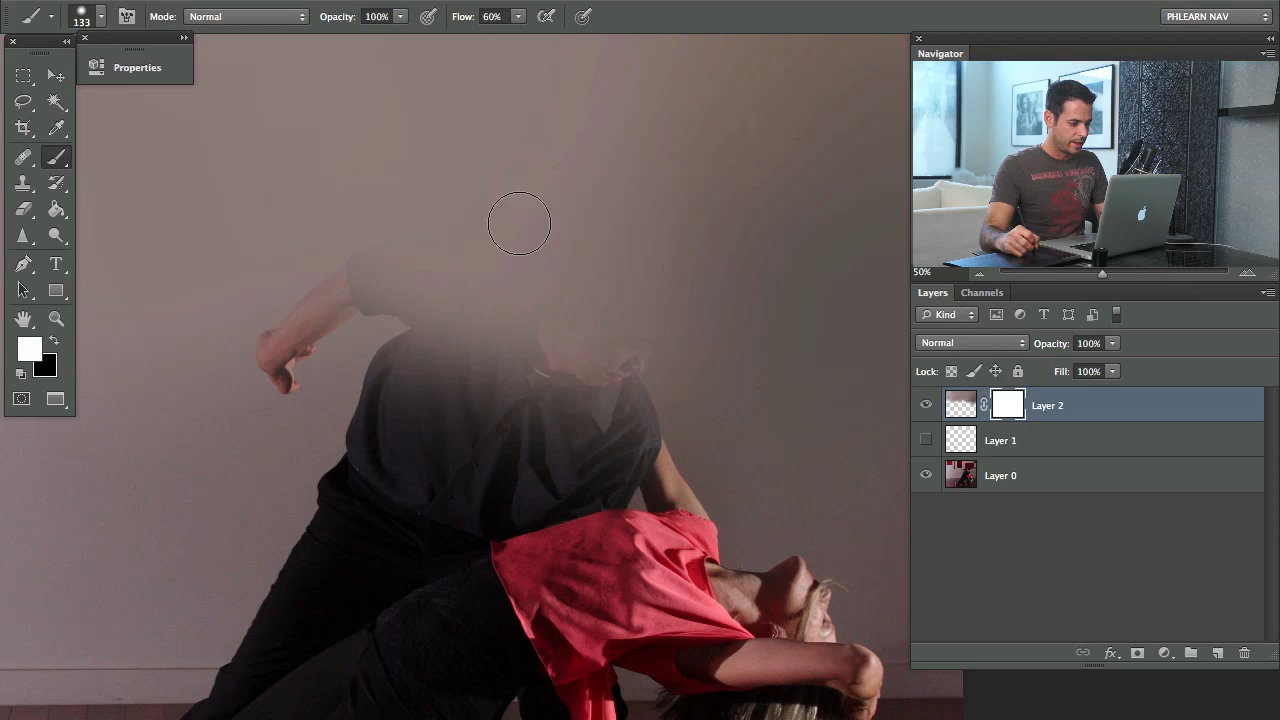 133
Mode: Normal
Opacity: 100%
Flow: 60%
PHLEARN NAV
Properties
Navigator
50%
Layers
Channels
Kind
Normal
Opacity: 100%
Lock:
Fill: 100%
Layer 2
Layer 1
Layer 0